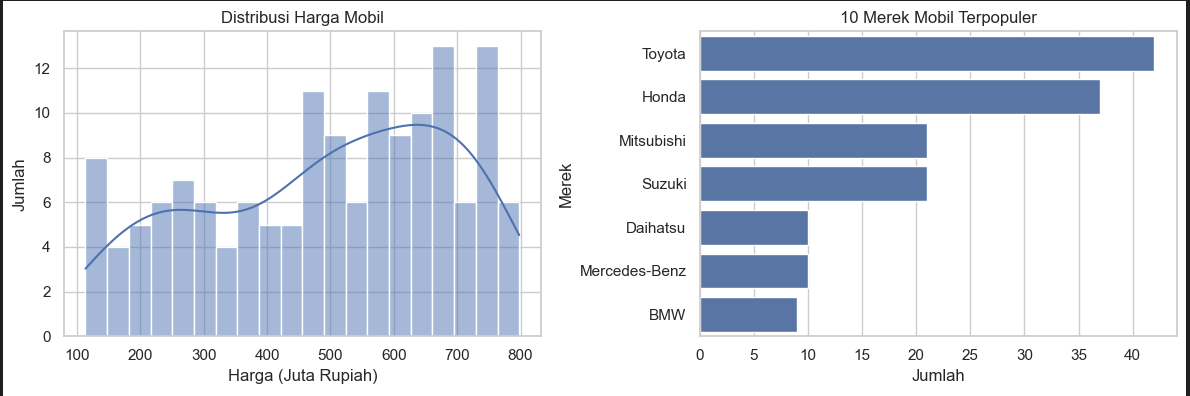 Distribusi Harga Mobil
Jumlah
12
10
8
6
4
2
0
100 200 300 400 500 600 700 800
Harga (Juta Rupiah)
10 Merek Mobil Terpopuler
Merek
Toyota
Honda
Mitsubishi
Suzuki
Daihatsu
Mercedes-Benz
BMW
0 5 10 15 20 25 30 35 40
Jumlah